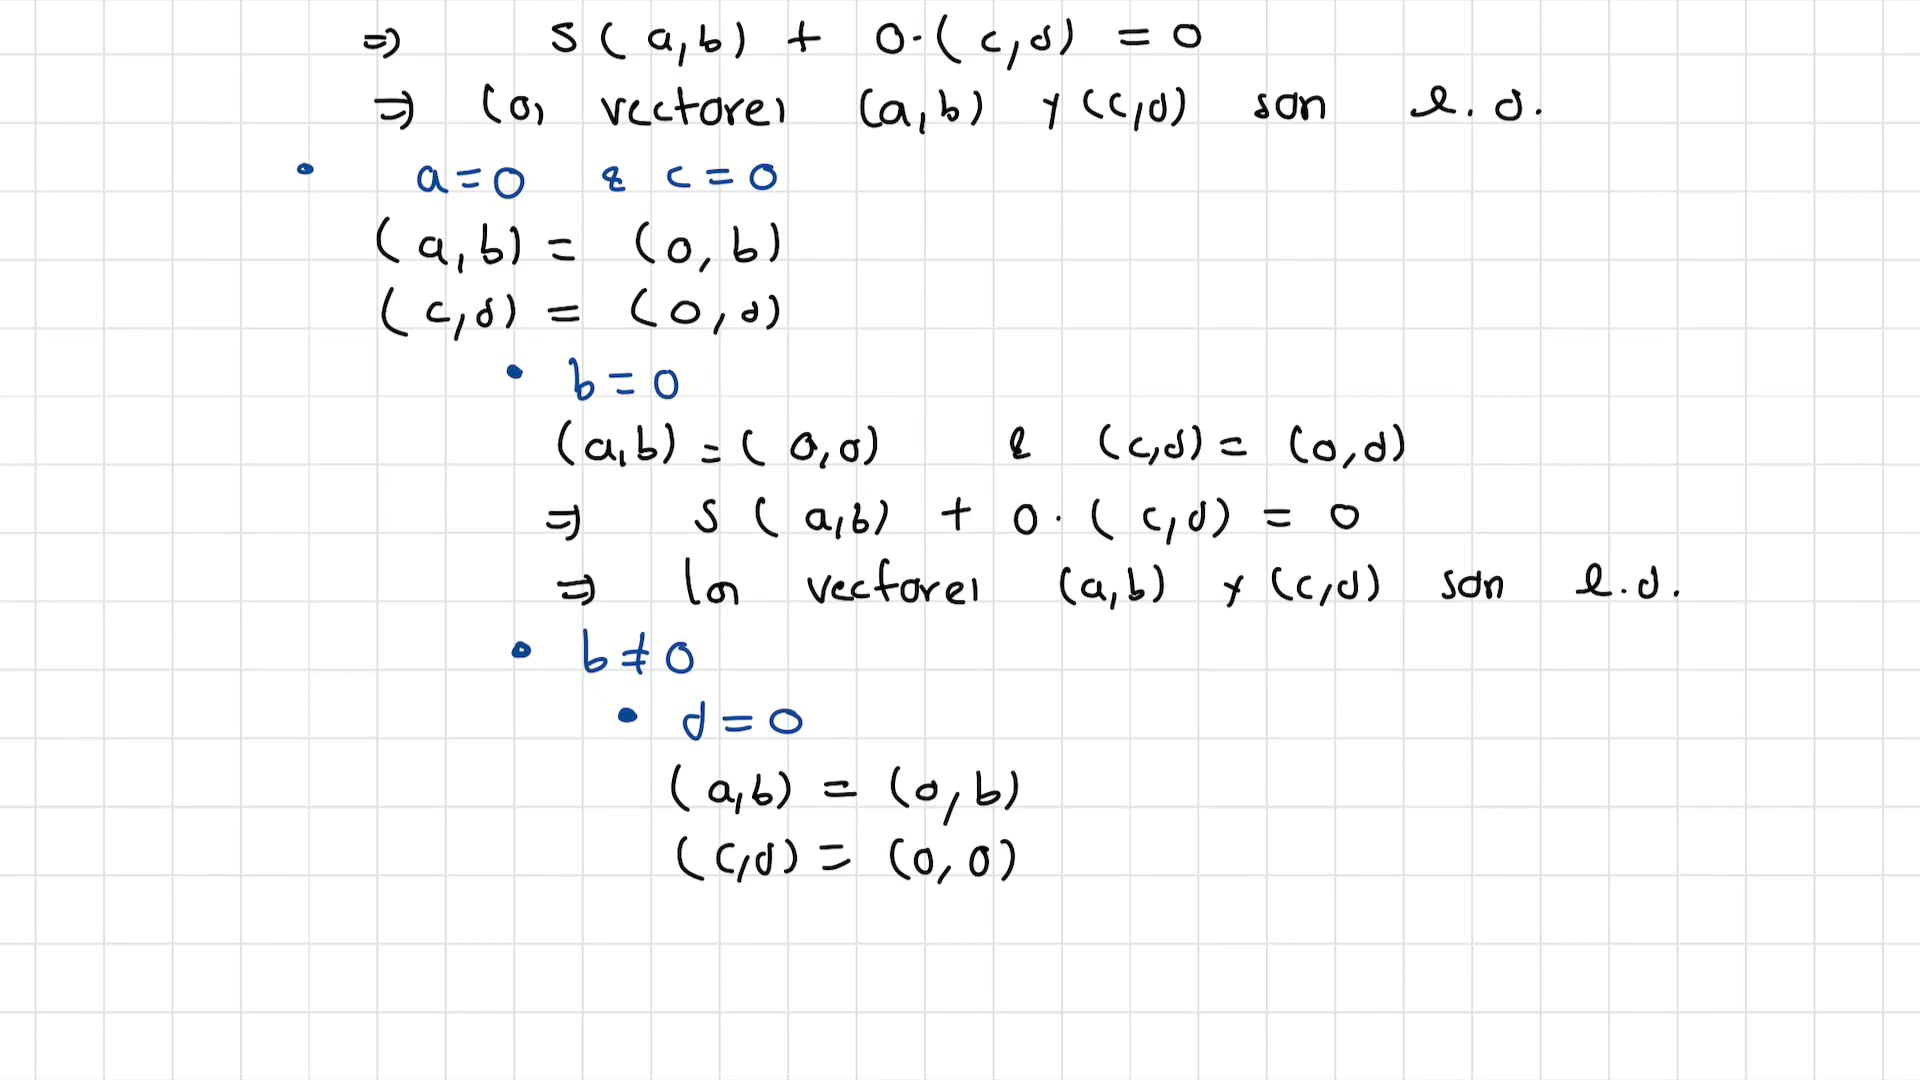 ⇒ 5(a,b) + 0·(c,d) = 0
⇒ los vectores (a,b) y (c,d) son l.d.
• a=0 & c=0
(a,b) = (0,b)
(c,d) = (0,d)
• b=0
(a,b) = (0,0) & (c,d) = (0,d)
⇒ 5(a,b) + 0·(c,d) = 0
⇒ los vectores (a,b) y (c,d) son l.d.
• b≠0
• d=0
(a,b) = (0,b)
(c,d) = (0,0)